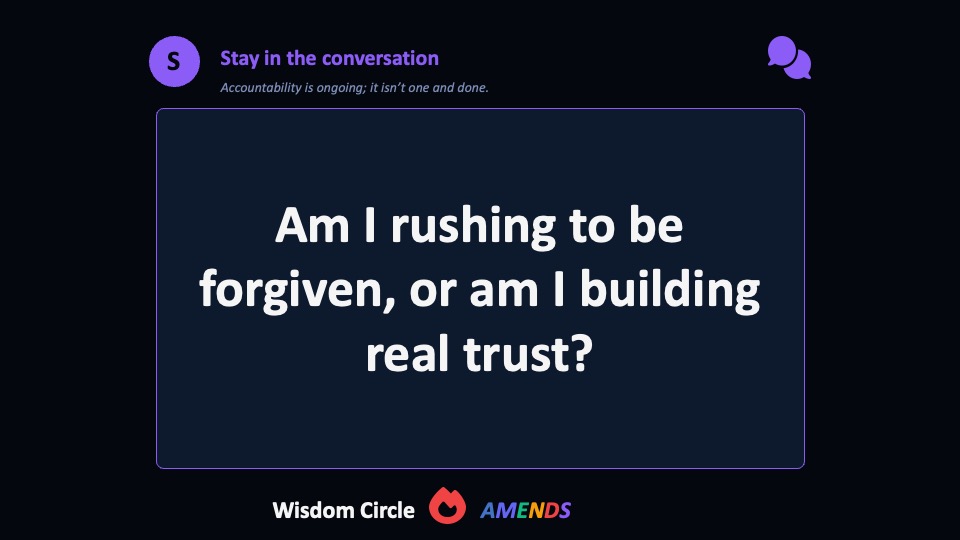 S
Stay in the conversation
Accountability is ongoing; it isn’t one and done.
Am I rushing to be
forgiven, or am I building
real trust?
Wisdom Circle AMENDS